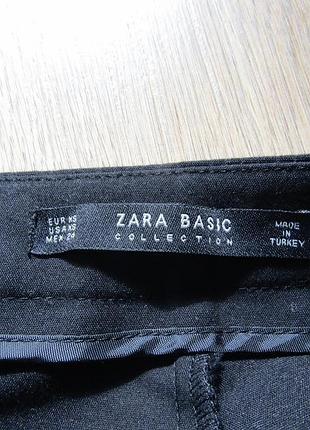 EUR XS
USA XS
MEX 24
ZARA BASIC
COLLECTION
MADE
IN
TURKEY